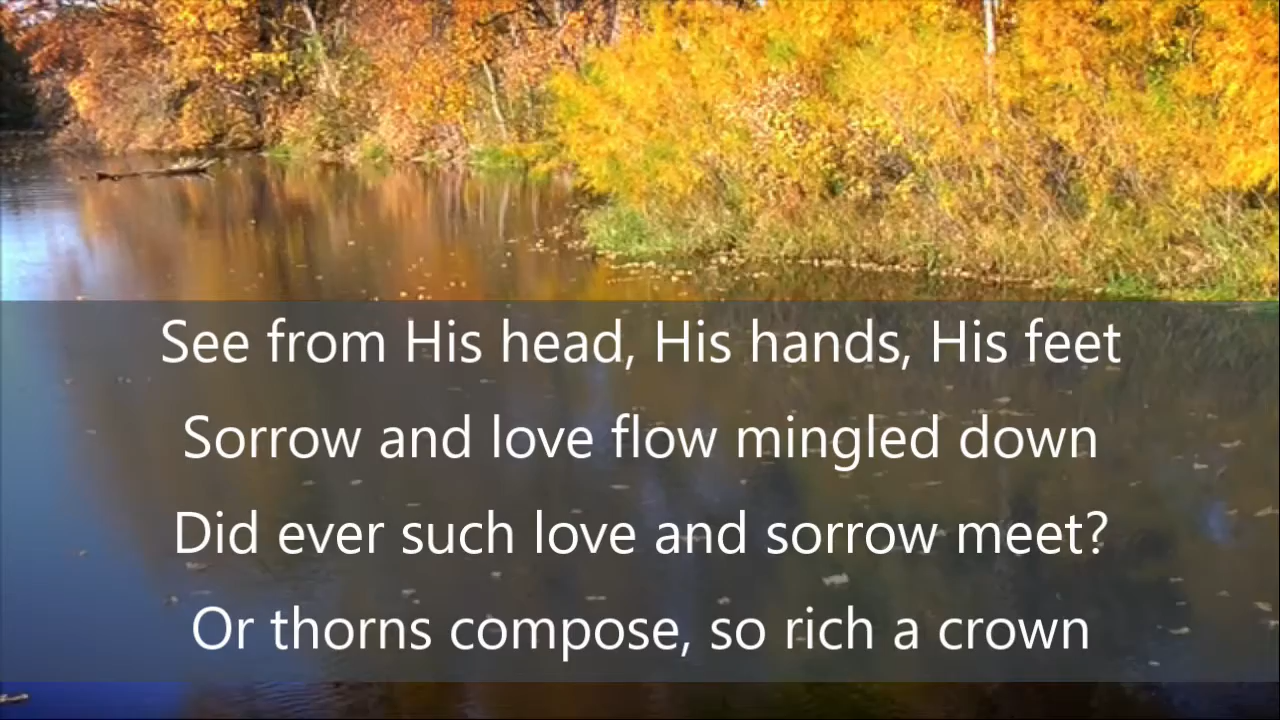 See from His head, His hands, His feet
Sorrow and love flow mingled down
Did ever such love and sorrow meet?
Or thorns compose, so rich a crown